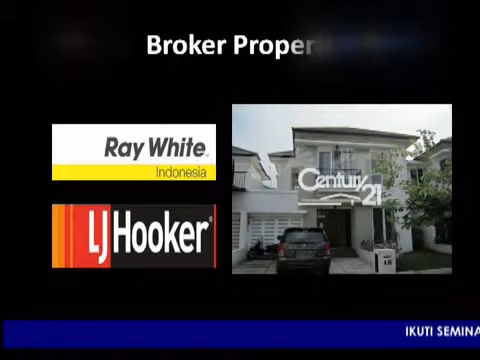 Broker Proper
Ray White
Indonesia
Century
21
LJ Hooker
IKUTI SEMINA